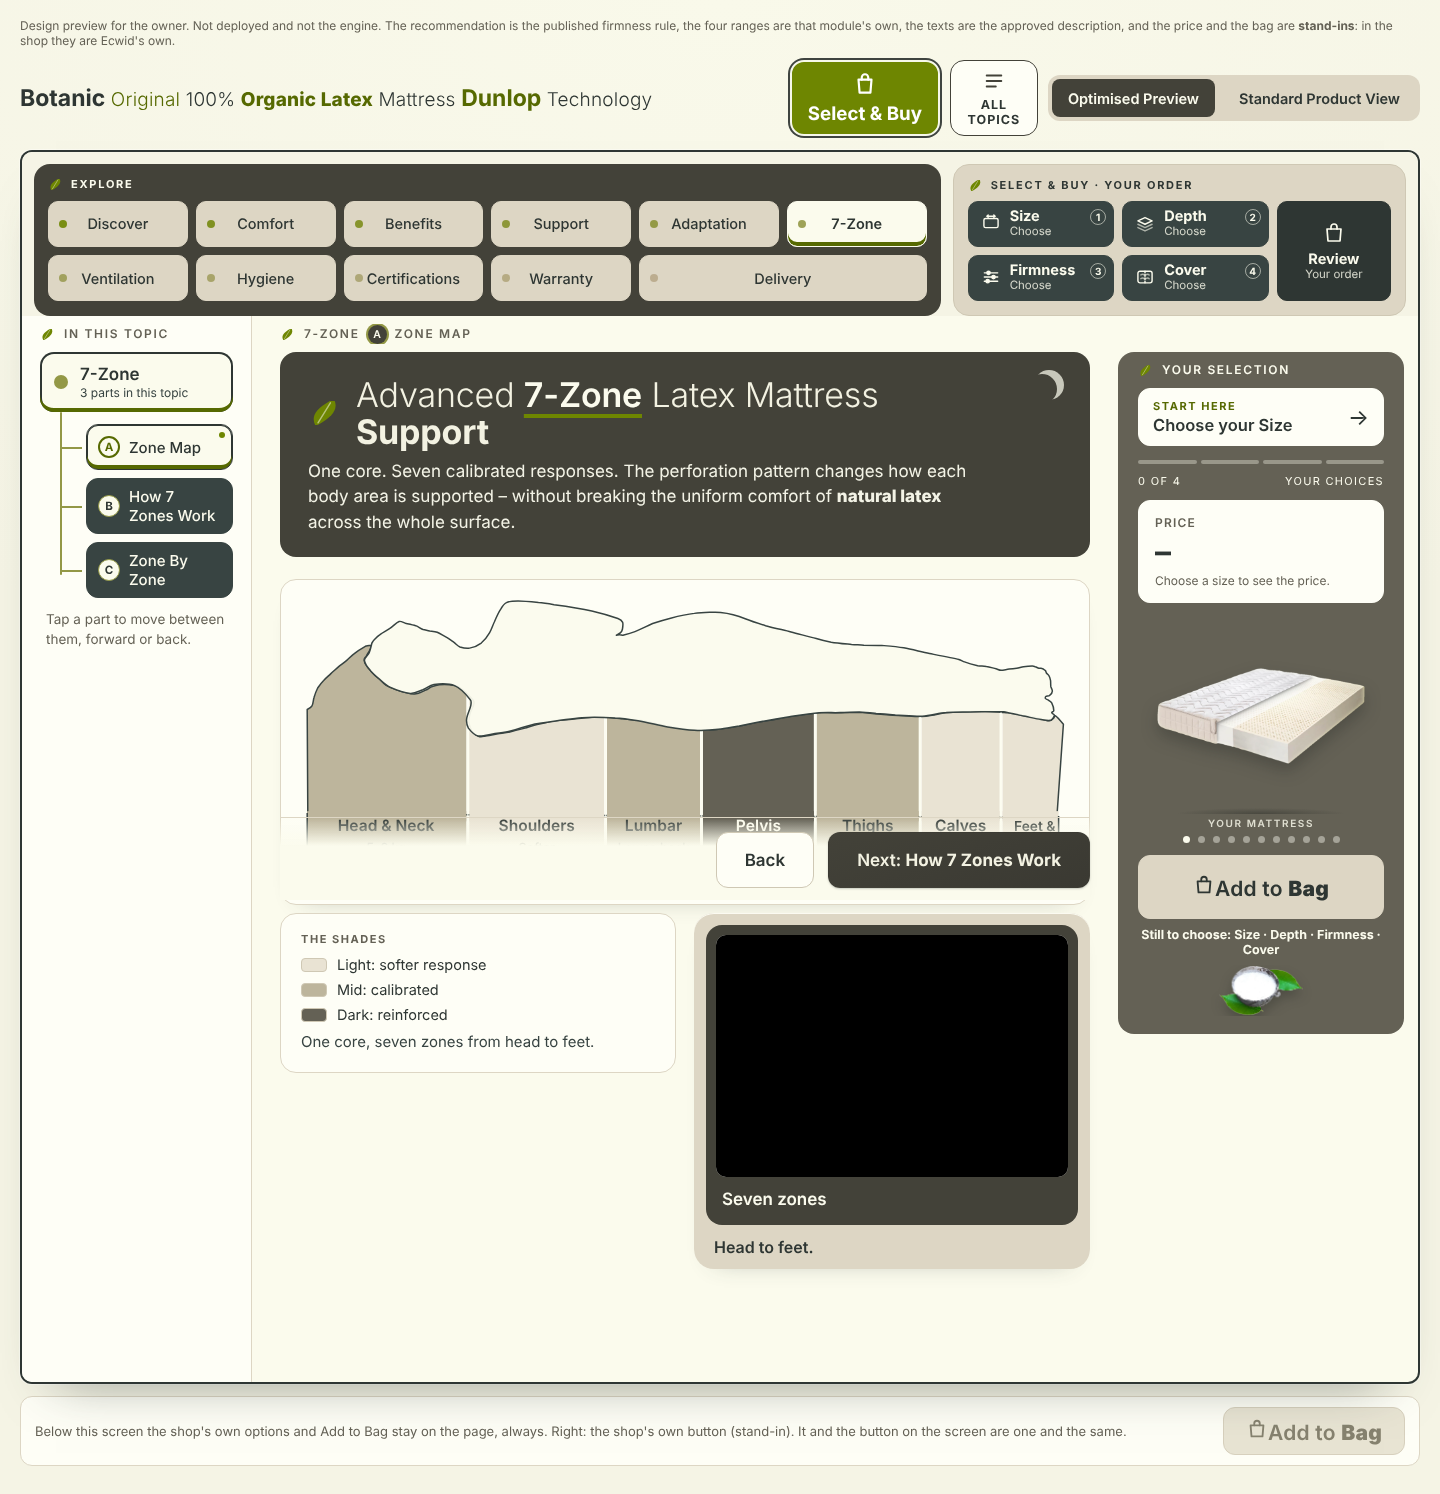 Design preview for the owner. Not deployed and not the engine. The recommendation is the published firmness rule, the four ranges are that module's own, the texts are the approved description, and the price and the bag are stand-ins: in the
shop they are Ecwid's own.
Botanic Original 100% Organic Latex Mattress Dunlop Technology
Select & Buy
ALL
TOPICS
Optimised Preview
Standard Product View
EXPLORE
Discover
Comfort
Benefits
Support
Adaptation
7-Zone
Ventilation
Hygiene
Certifications
Warranty
Delivery
SELECT & BUY · YOUR ORDER
Size
Choose
1
Depth
Choose
2
Firmness
Choose
3
Cover
Choose
4
Review
Your order
IN THIS TOPIC
7-Zone
3 parts in this topic
A
Zone Map
B
How 7
Zones Work
C
Zone By
Zone
Tap a part to move between
them, forward or back.
7-ZONE A ZONE MAP
Advanced 7-Zone Latex Mattress
Support
One core. Seven calibrated responses. The perforation pattern changes how each
body area is supported – without breaking the uniform comfort of natural latex
across the whole surface.
Head & Neck
Shoulders
Lumbar
Pelvis
Thighs
Calves
Feet &
Back
Next: How 7 Zones Work
THE SHADES
Light: softer response
Mid: calibrated
Dark: reinforced
One core, seven zones from head to feet.
Seven zones
Head to feet.
YOUR SELECTION
START HERE
Choose your Size
0 OF 4
YOUR CHOICES
PRICE
–
Choose a size to see the price.
YOUR MATTRESS
Add to Bag
Still to choose: Size · Depth · Firmness ·
Cover
Below this screen the shop's own options and Add to Bag stay on the page, always. Right: the shop's own button (stand-in). It and the button on the screen are one and the same.
Add to Bag